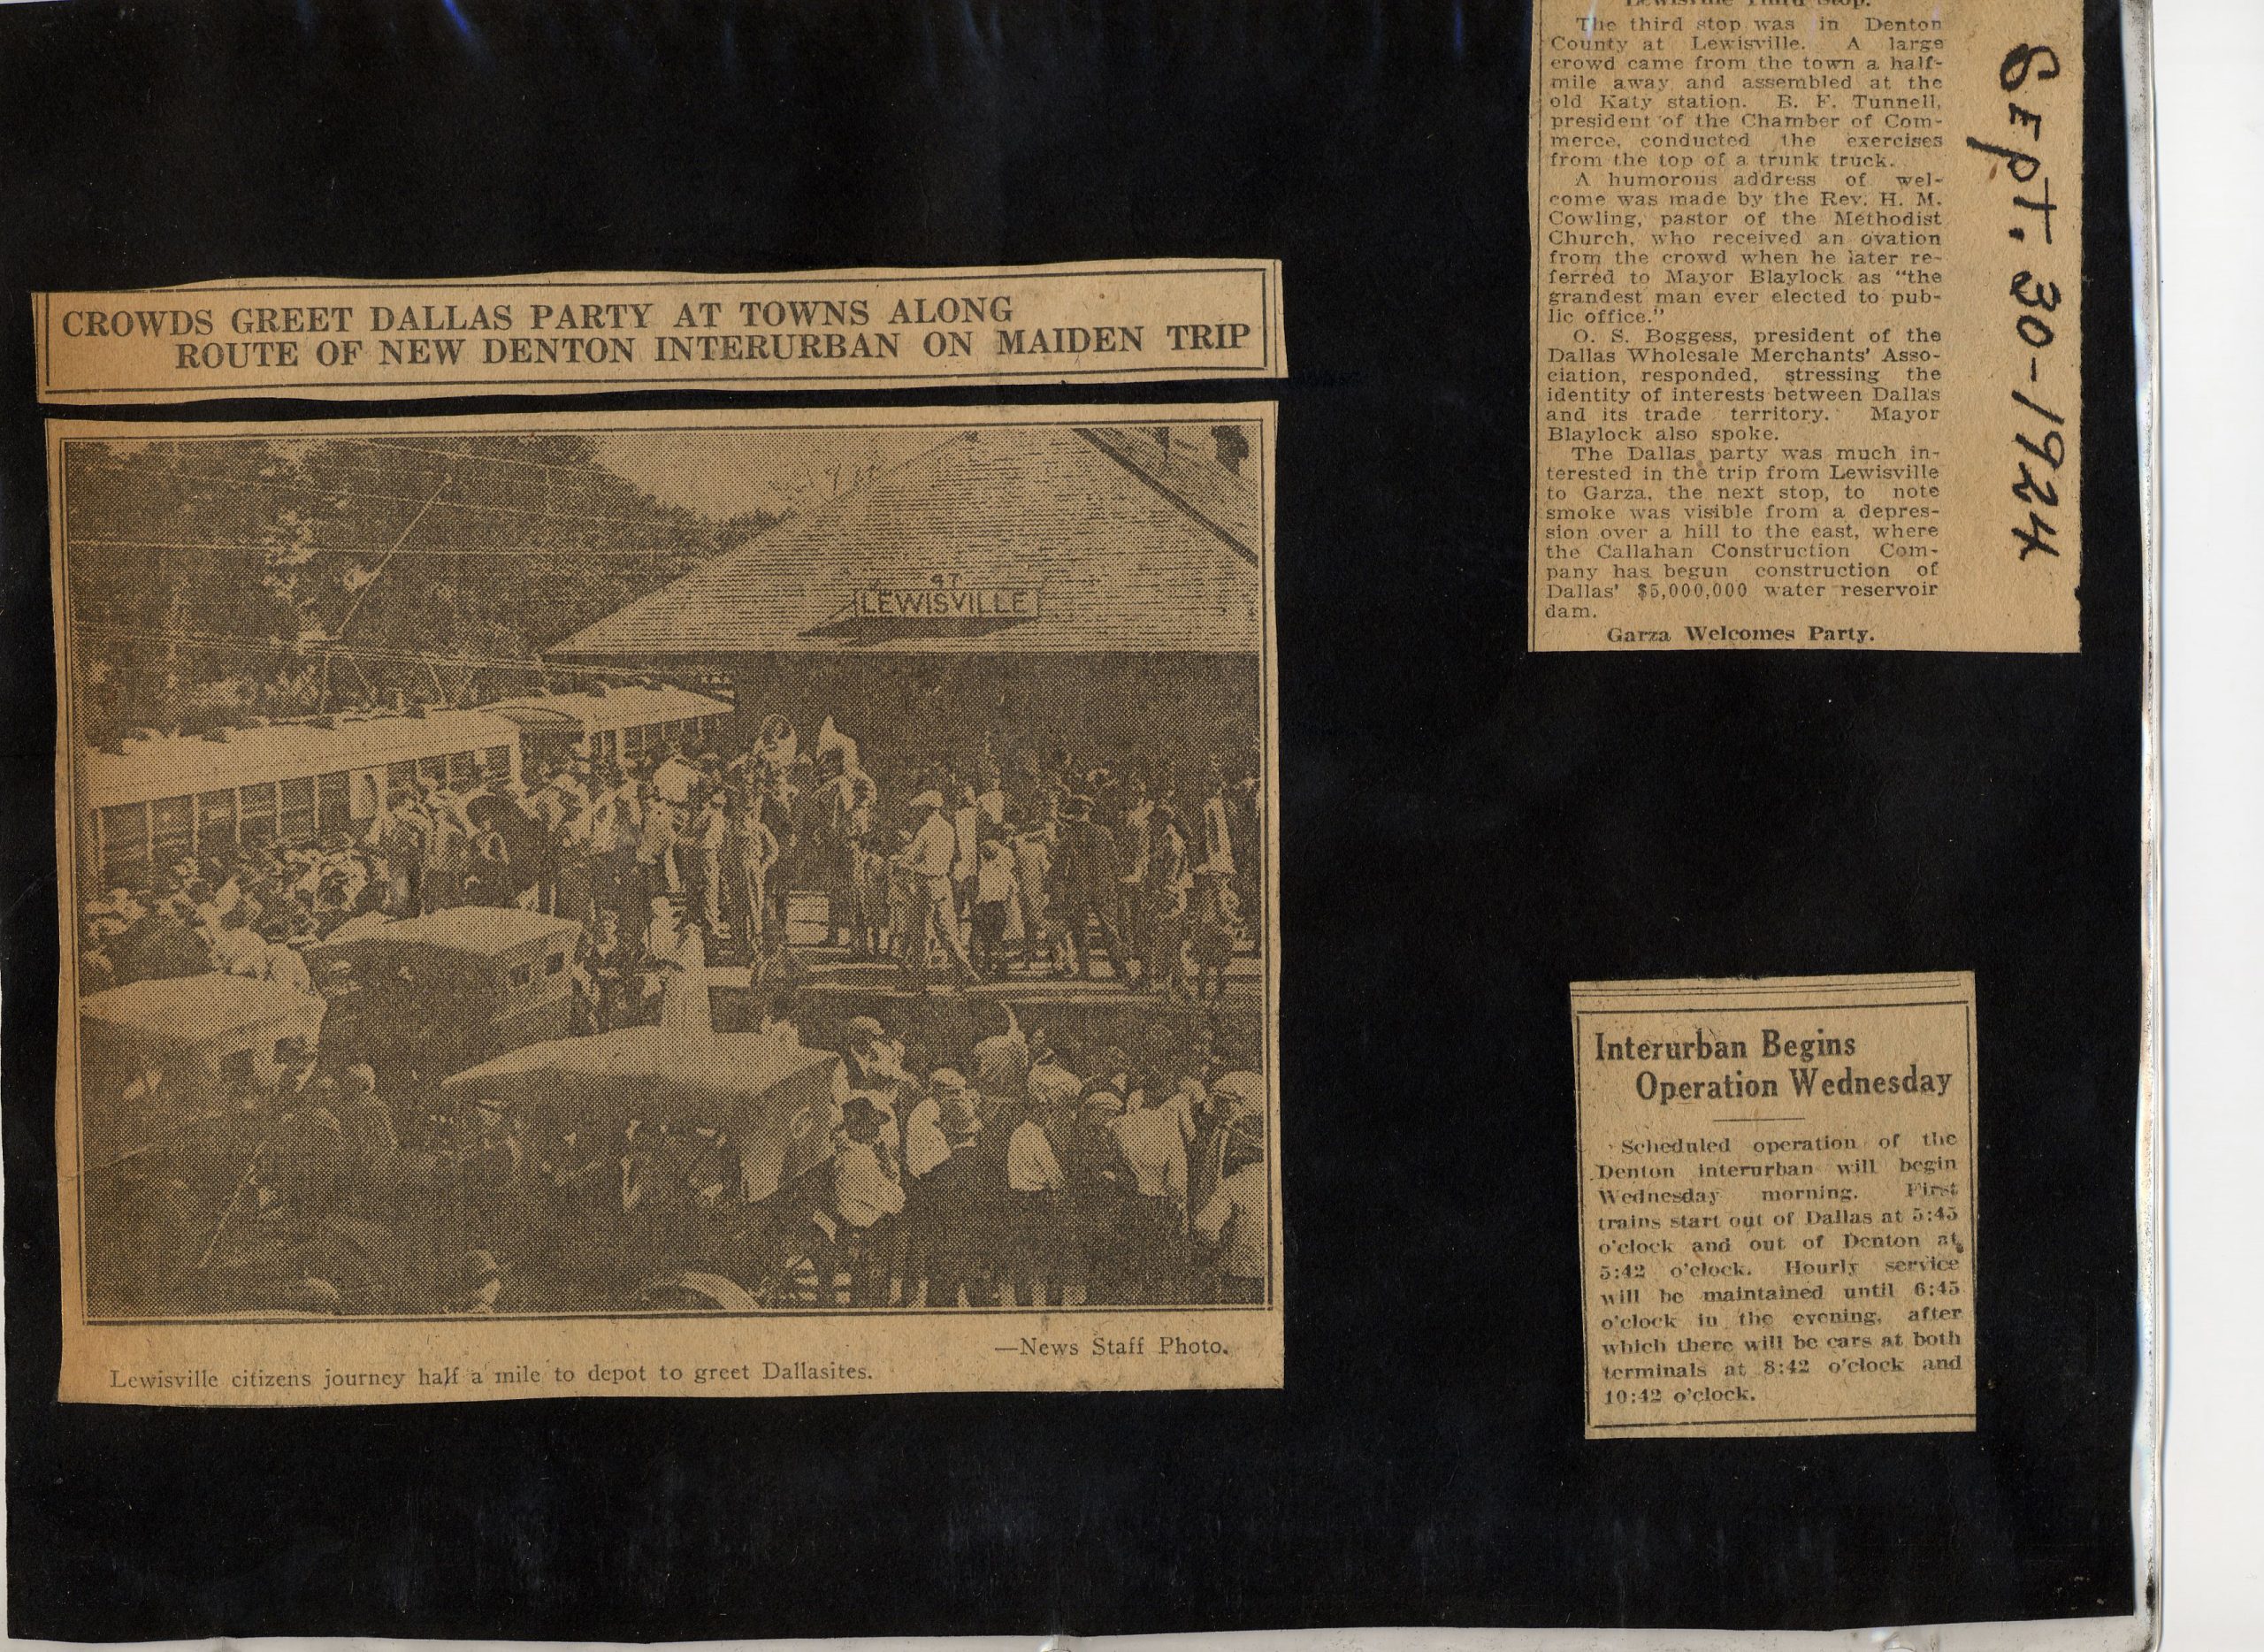 CROWDS GREET DALLAS PARTY AT TOWNS ALONG
ROUTE OF NEW DENTON INTERURBAN ON MAIDEN TRIP
97
LEWISVILLE
—News Staff Photo.
Lewisville citizens journey half a mile to depot to greet Dallasites.
Lewisville Third Stop.
The third stop was in Denton
County at Lewisville. A large
crowd came from the town a half-
mile away and assembled at the
old Katy station. B. F. Tunnell,
president of the Chamber of Com-
merce, conducted the exercises
from the top of a trunk truck.
A humorous address of wel-
come was made by the Rev. H. M.
Cowling, pastor of the Methodist
Church, who received an ovation
from the crowd when he later re-
ferred to Mayor Blaylock as "the
grandest man ever elected to pub-
lic office."
O. S. Boggess, president of the
Dallas Wholesale Merchants' Asso-
ciation, responded, stressing the
identity of interests between Dallas
and its trade territory. Mayor
Blaylock also spoke.
The Dallas party was much in-
terested in the trip from Lewisville
to Garza, the next stop, to note
smoke was visible from a depres-
sion over a hill to the east, where
the Callahan Construction Com-
pany has begun construction of
Dallas' $5,000,000 water reservoir
dam.
Garza Welcomes Party.
SEpT. 30-1924
Interurban Begins
Operation Wednesday
Scheduled operation of the
Denton interurban will begin
Wednesday morning. First
trains start out of Dallas at 5:45
o'clock and out of Denton at
5:42 o'clock. Hourly service
will be maintained until 6:45
o'clock in the evening, after
which there will be cars at both
terminals at 8:42 o'clock and
10:42 o'clock.